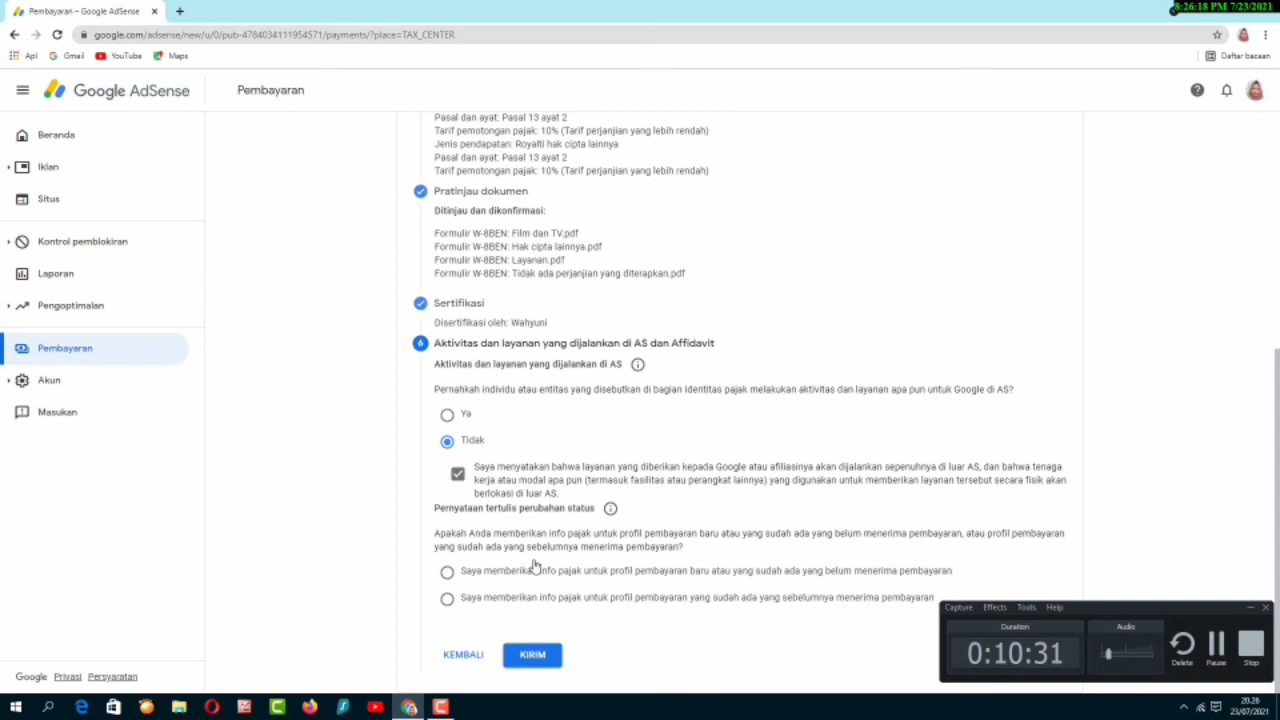 Pembayaran – Google AdSense
8:26:18 PM 7/23/2021
google.com/adsense/new/u/0/pub-4784034111954571/payments/?place=TAX_CENTER
Apl
Gmail
YouTube
Maps
Daftar bacaan
Google AdSense
Pembayaran
Beranda
Iklan
Situs
Kontrol pemblokiran
Laporan
Pengoptimalan
Pembayaran
Akun
Masukan
Google
Privasi
Persyaratan
Pasal dan ayat: Pasal 13 ayat 2
Tarif pemotongan pajak: 10% (Tarif perjanjian yang lebih rendah)
Jenis pendapatan: Royalti hak cipta lainnya
Pasal dan ayat: Pasal 13 ayat 2
Tarif pemotongan pajak: 10% (Tarif perjanjian yang lebih rendah)
Pratinjau dokumen
Ditinjau dan dikonfirmasi:
Formulir W-8BEN: Film dan TV.pdf
Formulir W-8BEN: Hak cipta lainnya.pdf
Formulir W-8BEN: Layanan.pdf
Formulir W-8BEN: Tidak ada perjanjian yang diterapkan.pdf
Sertifikasi
Disertifikasi oleh: Wahyuni
6 Aktivitas dan layanan yang dijalankan di AS dan Affidavit
Aktivitas dan layanan yang dijalankan di AS
Pernahkah individu atau entitas yang disebutkan di bagian Identitas pajak melakukan aktivitas dan layanan apa pun untuk Google di AS?
Ya
Tidak
Saya menyatakan bahwa layanan yang diberikan kepada Google atau afiliasinya akan dijalankan sepenuhnya di luar AS, dan bahwa tenaga
kerja atau modal apa pun (termasuk fasilitas atau perangkat lainnya) yang digunakan untuk memberikan layanan tersebut secara fisik akan
berlokasi di luar AS.
Pernyataan tertulis perubahan status
Apakah Anda memberikan info pajak untuk profil pembayaran baru atau yang sudah ada yang belum menerima pembayaran, atau profil pembayaran
yang sudah ada yang sebelumnya menerima pembayaran?
Saya memberikan info pajak untuk profil pembayaran baru atau yang sudah ada yang belum menerima pembayaran
Saya memberikan info pajak untuk profil pembayaran yang sudah ada yang sebelumnya menerima pembayaran
KEMBALI
KIRIM
Capture Effects Tools Help
Duration
Audio
0:10:31
Delete
Pause
Stop
20.26
23/07/2021